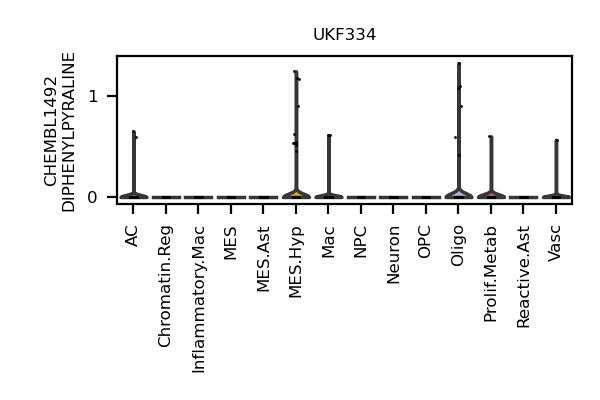 UKF334
CHEMBL1492
DIPHENYLPYRALINE
1
0
AC
Chromatin.Reg
Inflammatory.Mac
MES
MES.Ast
MES.Hyp
Mac
NPC
Neuron
OPC
Oligo
Prolif.Metab
Reactive.Ast
Vasc